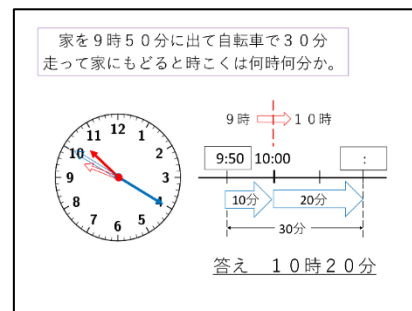 家を９時５０分に出て自転車で３０分
走って家にもどると時こくは何時何分か。
９時 １０時
12
11 1
10 2
9 3
8 4
7 5
6
9:50 10:00 :
10分 20分
30分
答え　１０時２０分